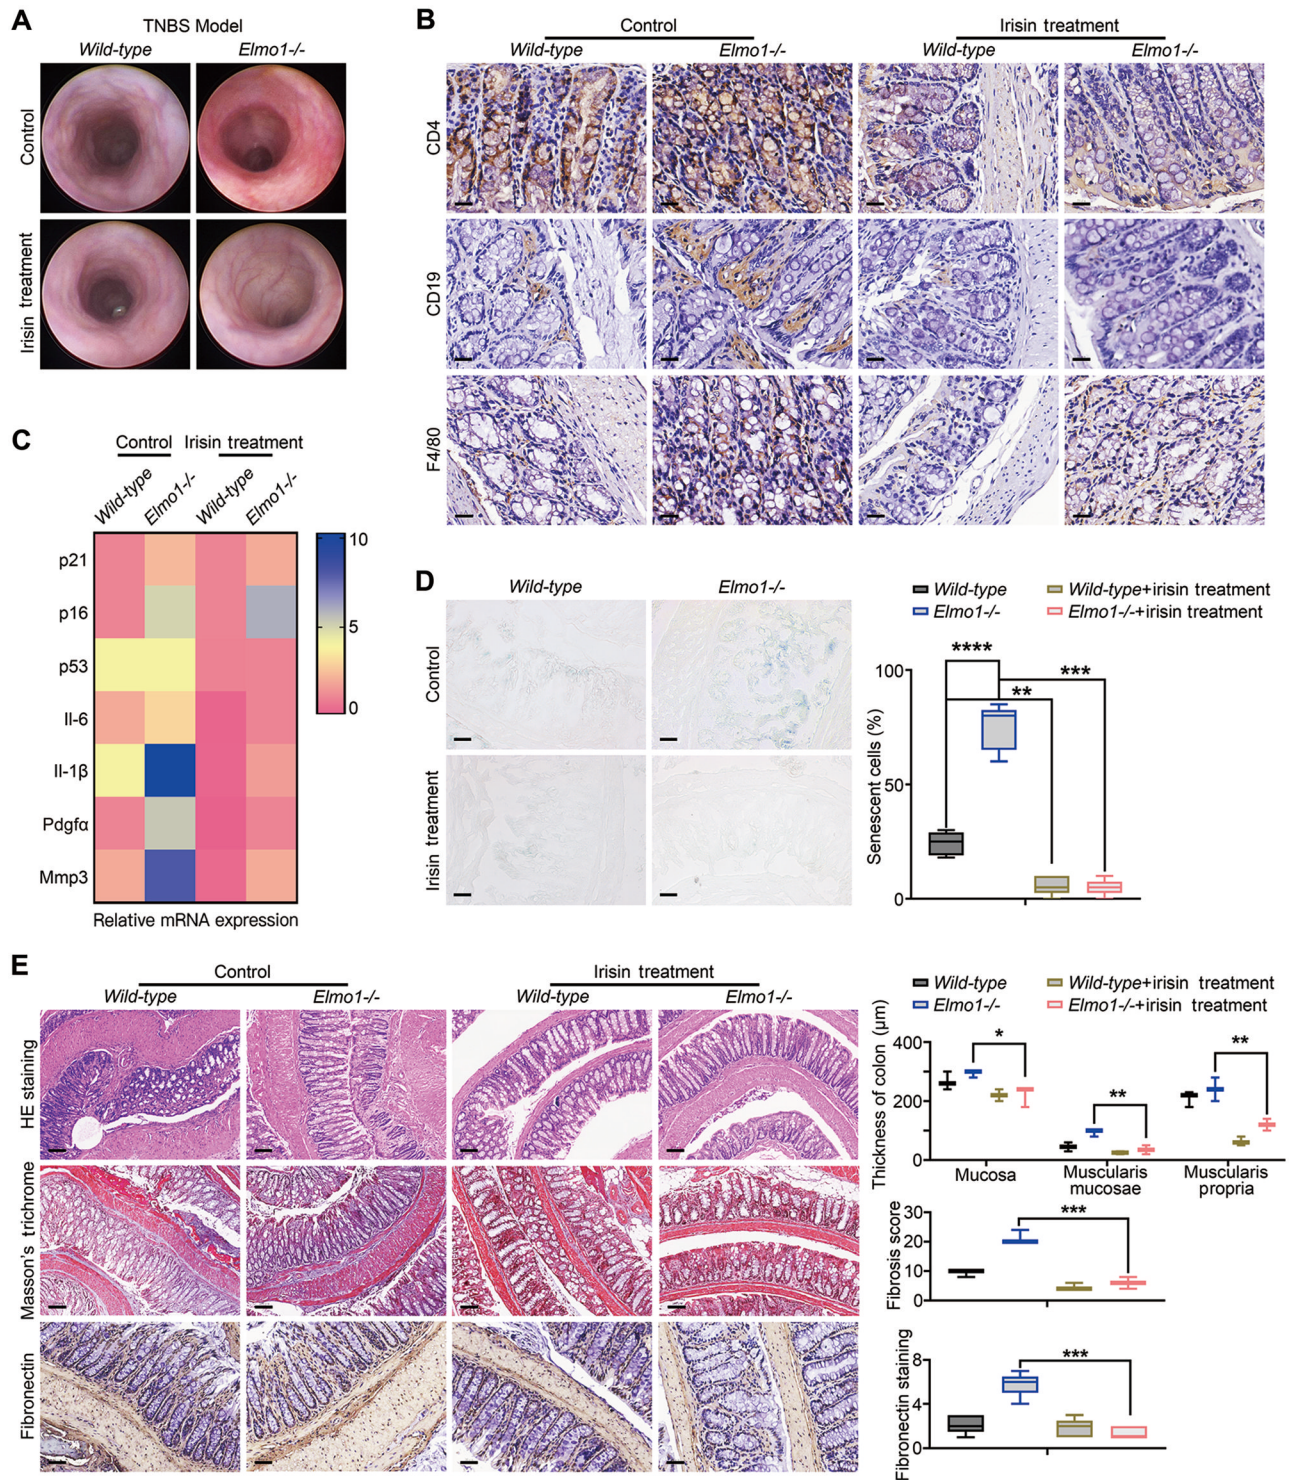 A
TNBS Model
Wild-type
Elmo1-/-
Control
Irisin treatment
B
Control
Irisin treatment
Wild-type
Elmo1-/-
Wild-type
Elmo1-/-
CD4
CD19
F4/80
C
Control
Irisin treatment
Wild-type
Elmo1-/-
Wild-type
Elmo1-/-
p21
p16
p53
Il-6
Il-1β
Pdgfα
Mmp3
10
5
0
Relative mRNA expression
D
Wild-type
Elmo1-/-
Control
Irisin treatment
Wild-type
Wild-type+irisin treatment
Elmo1-/-
Elmo1-/-+irisin treatment
Senescent cells (%)
100
50
0
****
***
**
E
Control
Irisin treatment
Wild-type
Elmo1-/-
Wild-type
Elmo1-/-
HE staining
Masson's trichrome
Fibronectin
Wild-type
Wild-type+irisin treatment
Elmo1-/-
Elmo1-/-+irisin treatment
Thickness of colon (μm)
400
200
0
*
**
**
Mucosa
Muscularis
mucosae
Muscularis
propria
Fibrosis score
30
20
10
0
***
Fibronectin staining
8
4
0
***